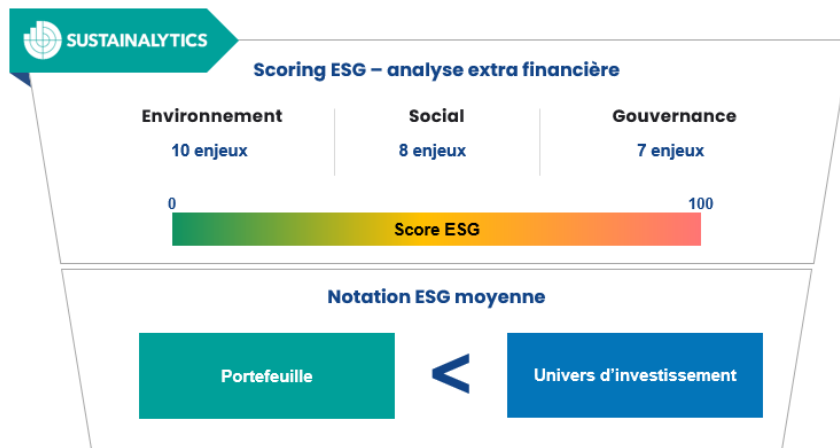 SUSTAINALYTICS
Scoring ESG – analyse extra financière
Environnement Social Gouvernance
10 enjeux 8 enjeux 7 enjeux
0 100
Score ESG
Notation ESG moyenne
Portefeuille < Univers d'investissement